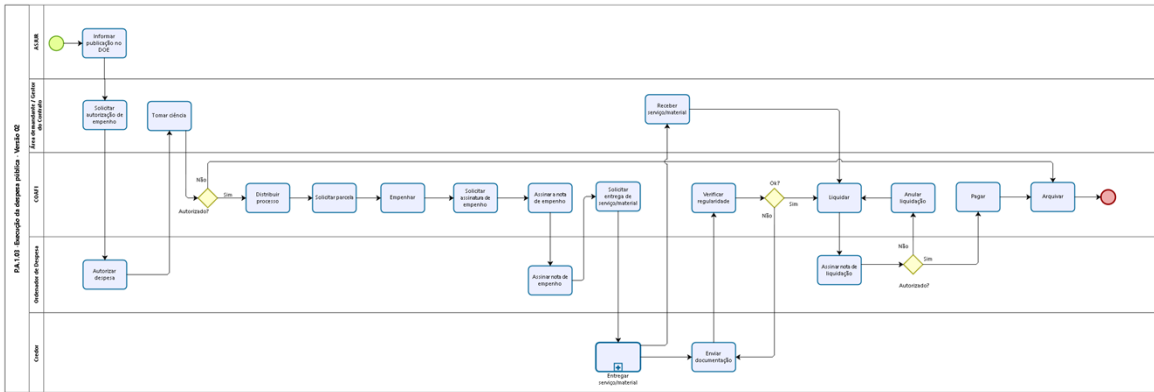 P.A.1.03 - Execução da despesa pública - Versão 02
ASJUR
Informar
publicação no
DOE
Área demandante / Gestor
do Contrato
Solicitar
autorização de
empenho
Tomar ciência
Receber
serviço/material
COAFI
Não
Sim
Autorizado?
Distribuir
processo
Solicitar parcela
Empenhar
Solicitar
assinatura de
empenho
Assinar a nota
de empenho
Solicitar
entrega de
serviço/material
Verificar
regularidade
Ok?
Sim
Não
Liquidar
Anular
liquidação
Pagar
Arquivar
Ordenador de Despesa
Autorizar
despesa
Assinar nota de
empenho
Assinar nota de
liquidação
Não
Sim
Autorizado?
Credor
Entregar
serviço/material
Enviar
documentação